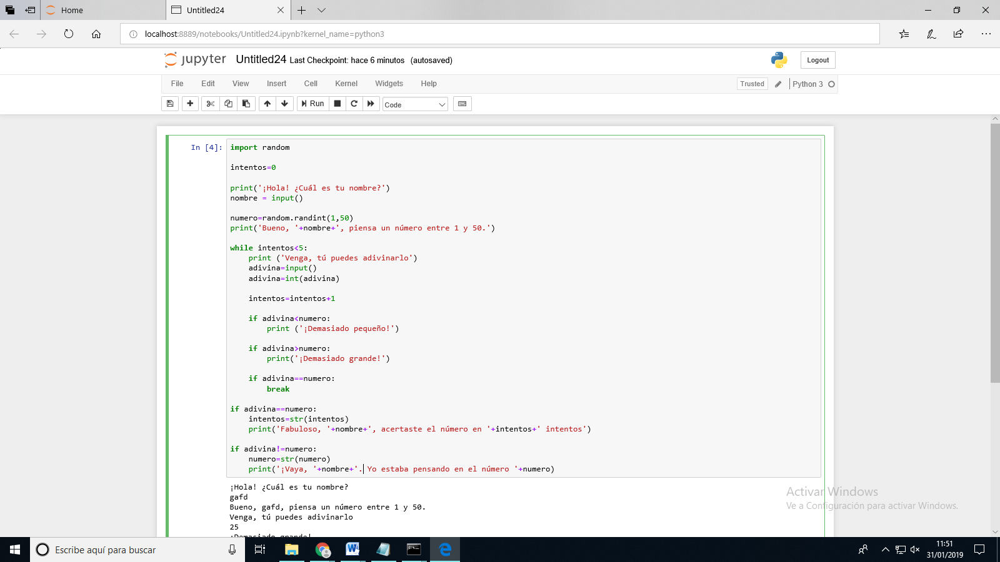 Home
Untitled24
localhost:8889/notebooks/Untitled24.ipynb?kernel_name=python3
jupyter Untitled24 Last Checkpoint: hace 6 minutos (autosaved)
Logout
File Edit View Insert Cell Kernel Widgets Help
Trusted
Python 3
Run
Code
In [4]:
import random
intentos=0
print('¡Hola! ¿Cuál es tu nombre?')
nombre = input()
numero=random.randint(1,50)
print('Bueno, '+nombre+', piensa un número entre 1 y 50.')
while intentos<5:
    print ('Venga, tú puedes adivinarlo')
    adivina=input()
    adivina=int(adivina)
    intentos=intentos+1
    if adivina<numero:
        print ('¡Demasiado pequeño!')
    if adivina>numero:
        print('¡Demasiado grande!')
    if adivina==numero:
        break
if adivina==numero:
    intentos=str(intentos)
    print('Fabuloso, '+nombre+', acertaste el número en '+intentos+' intentos')
if adivina!=numero:
    numero=str(numero)
    print('¡Vaya, '+nombre+'. Yo estaba pensando en el número '+numero)
¡Hola! ¿Cuál es tu nombre?
gafd
Bueno, gafd, piensa un número entre 1 y 50.
Venga, tú puedes adivinarlo
25
¡Demasiado grande!
Activar Windows
Ve a Configuración para activar Windows.
Escribe aquí para buscar
11:51
31/01/2019